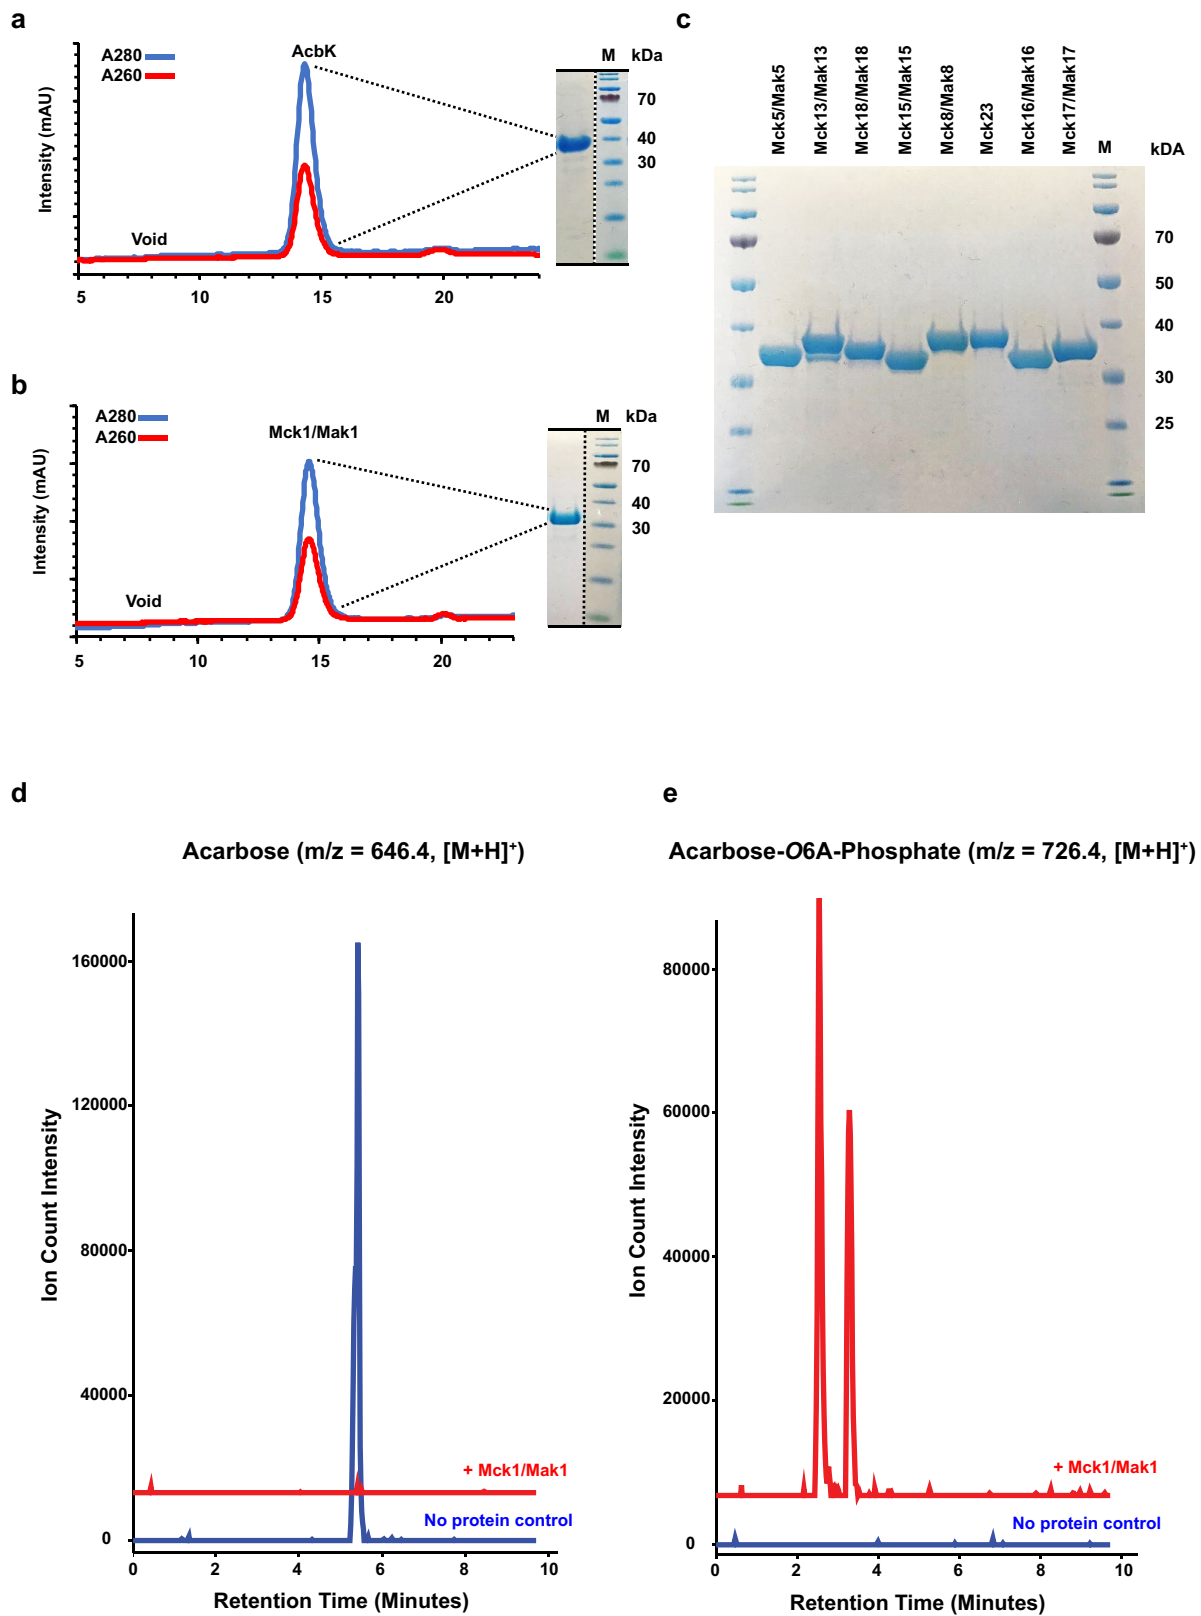 a
A280
A260
AcbK
M kDa
70
40
30
Intensity (mAU)
Void
5 10 15 20
b
A280
A260
Mck1/Mak1
M kDa
70
40
30
Intensity (mAU)
Void
5 10 15 20
c
Mck5/Mak5
Mck13/Mak13
Mck18/Mak18
Mck15/Mak15
Mck8/Mak8
Mck23
Mck16/Mak16
Mck17/Mak17
M kDA
70
50
40
30
25
d
Acarbose (m/z = 646.4, [M+H]⁺)
160000
120000
80000
40000
0
Ion Count Intensity
+ Mck1/Mak1
No protein control
0 2 4 6 8 10
Retention Time (Minutes)
e
Acarbose-O6A-Phosphate (m/z = 726.4, [M+H]⁺)
80000
60000
40000
20000
0
Ion Count Intensity
+ Mck1/Mak1
No protein control
0 2 4 6 8 10
Retention Time (Minutes)